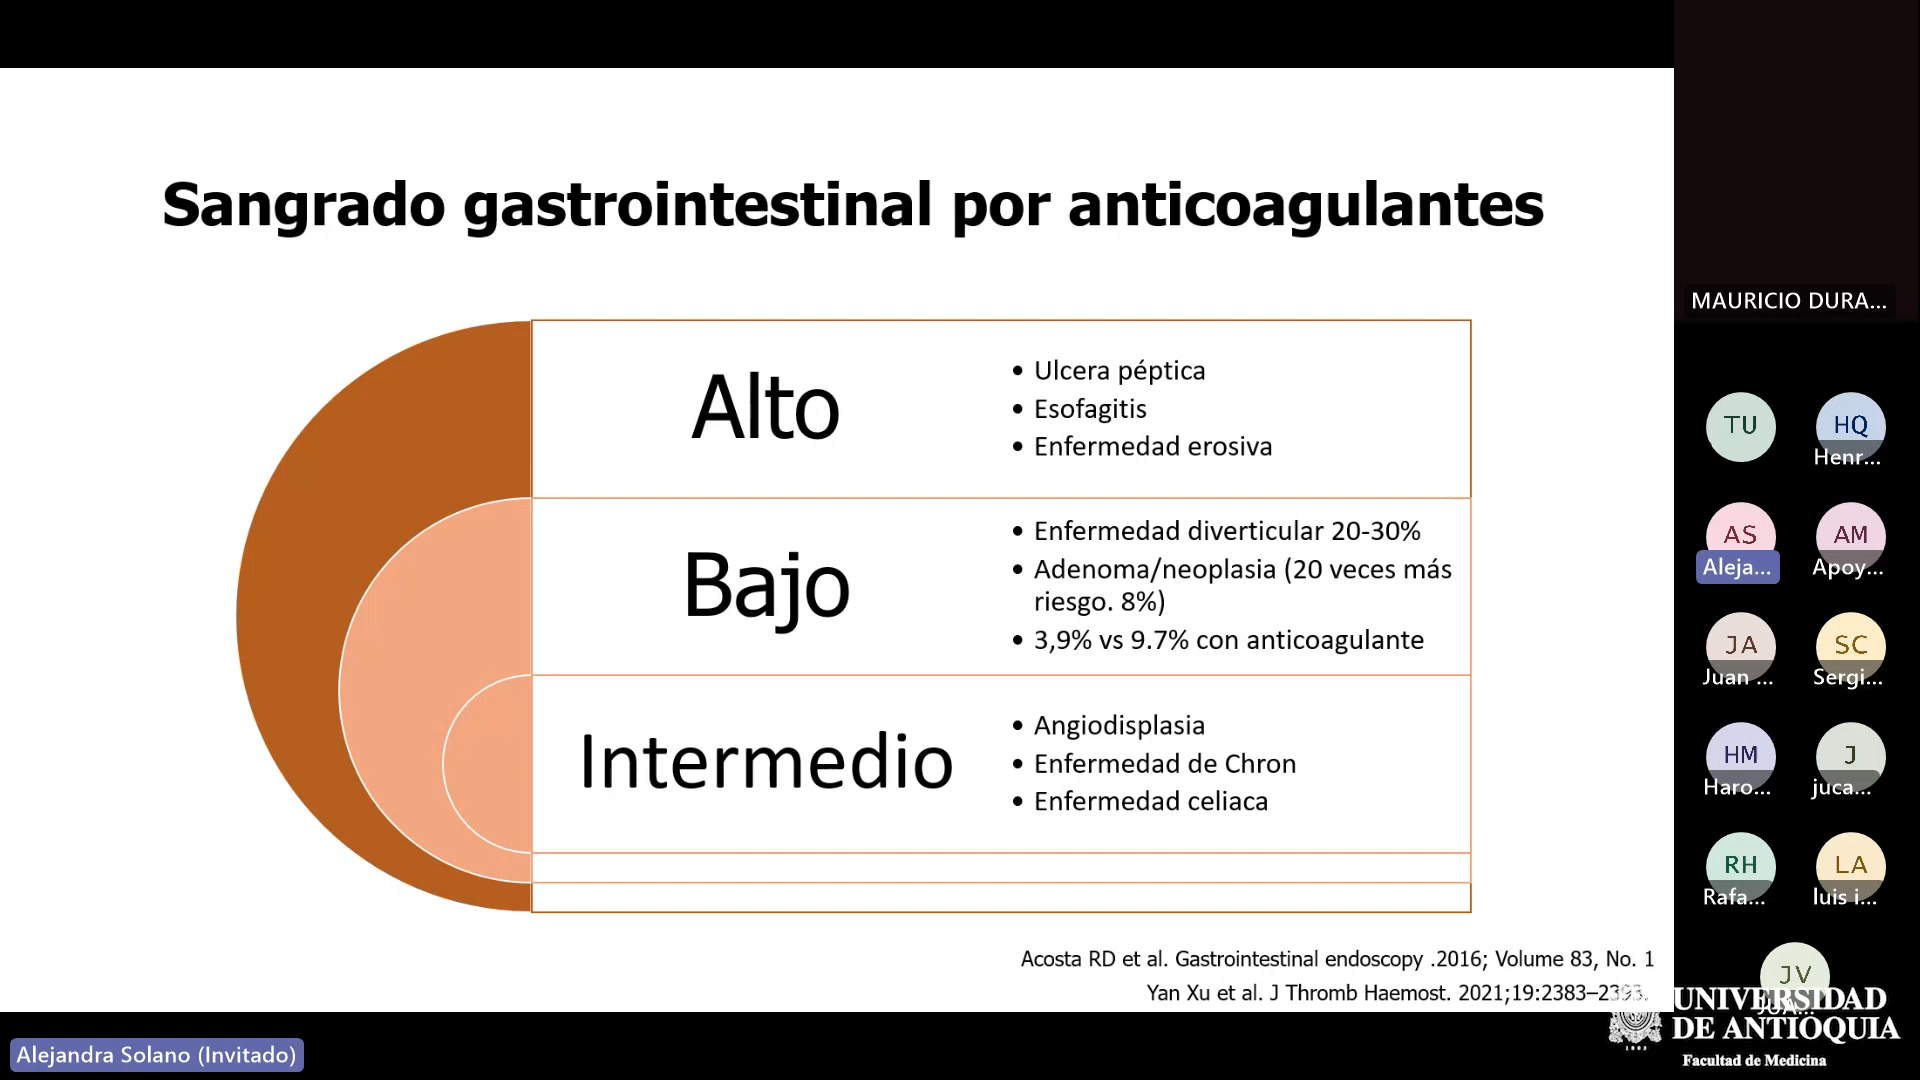 Sangrado gastrointestinal por anticoagulantes
Alto
• Ulcera péptica
• Esofagitis
• Enfermedad erosiva
Bajo
• Enfermedad diverticular 20-30%
• Adenoma/neoplasia (20 veces más
riesgo. 8%)
• 3,9% vs 9.7% con anticoagulante
Intermedio
• Angiodisplasia
• Enfermedad de Chron
• Enfermedad celiaca
Acosta RD et al. Gastrointestinal endoscopy .2016; Volume 83, No. 1
Yan Xu et al. J Thromb Haemost. 2021;19:2383–2393.
MAURICIO DURA...
TU
HQ
Henr...
AS
Aleja...
AM
Apoy...
JA
Juan ...
SC
Sergi...
HM
Haro...
J
juca...
RH
Rafa...
LA
luis i...
JV
UNIVERSIDAD
DE ANTIOQUIA
1803
Facultad de Medicina
Alejandra Solano (Invitado)